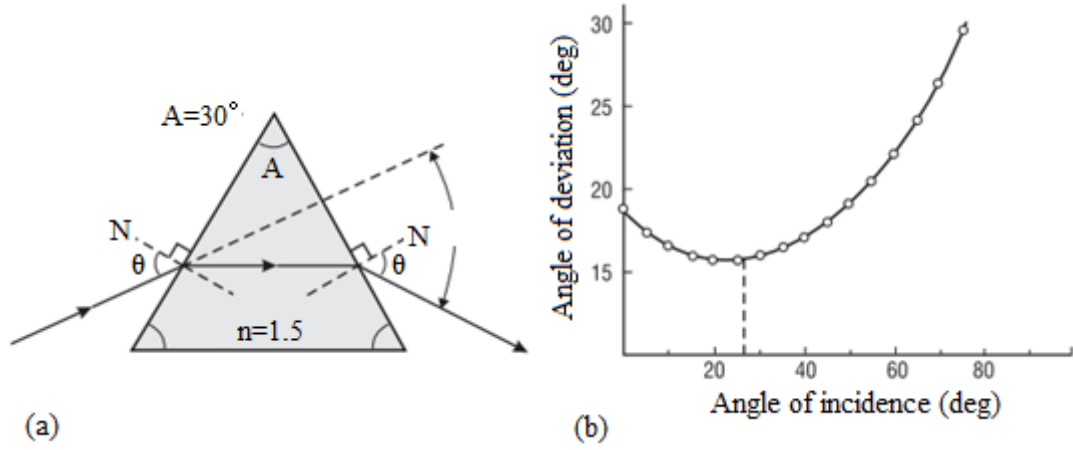 A=30°
A
N
N
θ
θ
n=1.5
(a)
Angle of deviation (deg)
30
25
20
15
20
40
60
80
Angle of incidence (deg)
(b)